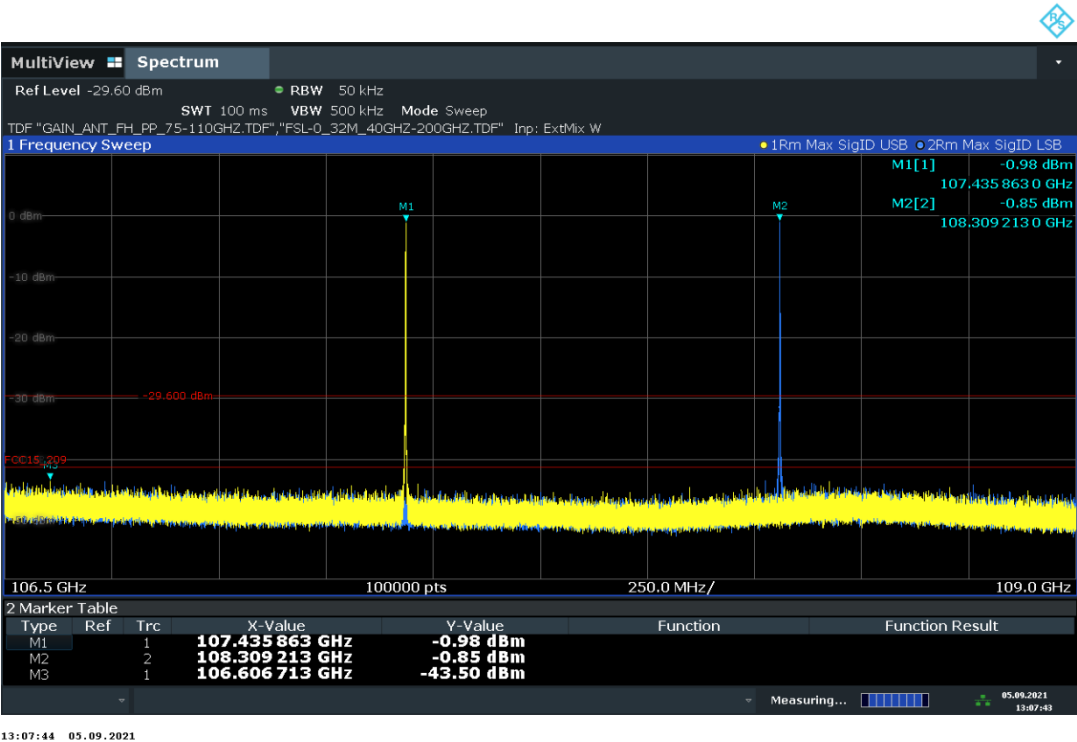 R&S
MultiView Spectrum
Ref Level -29.60 dBm RBW 50 kHz
SWT 100 ms VBW 500 kHz Mode Sweep
TDF "GAIN_ANT_FH_PP_75-110GHZ.TDF","FSL-0_32M_40GHZ-200GHZ.TDF" Inp: ExtMix W
1 Frequency Sweep 1Rm Max SigID USB 2Rm Max SigID LSB
M1[1] -0.98 dBm
107.435 863 0 GHz
M2[2] -0.85 dBm
108.309 213 0 GHz
M1 M2
0 dBm
-10 dBm
-20 dBm
-29.600 dBm
-30 dBm
FCC15_209
M3
106.5 GHz 100000 pts 250.0 MHz/ 109.0 GHz
2 Marker Table
Type Ref Trc X-Value Y-Value Function Function Result
M1 1 107.435 863 GHz -0.98 dBm
M2 2 108.309 213 GHz -0.85 dBm
M3 1 106.606 713 GHz -43.50 dBm
Measuring... 05.09.2021
13:07:43
13:07:44 05.09.2021